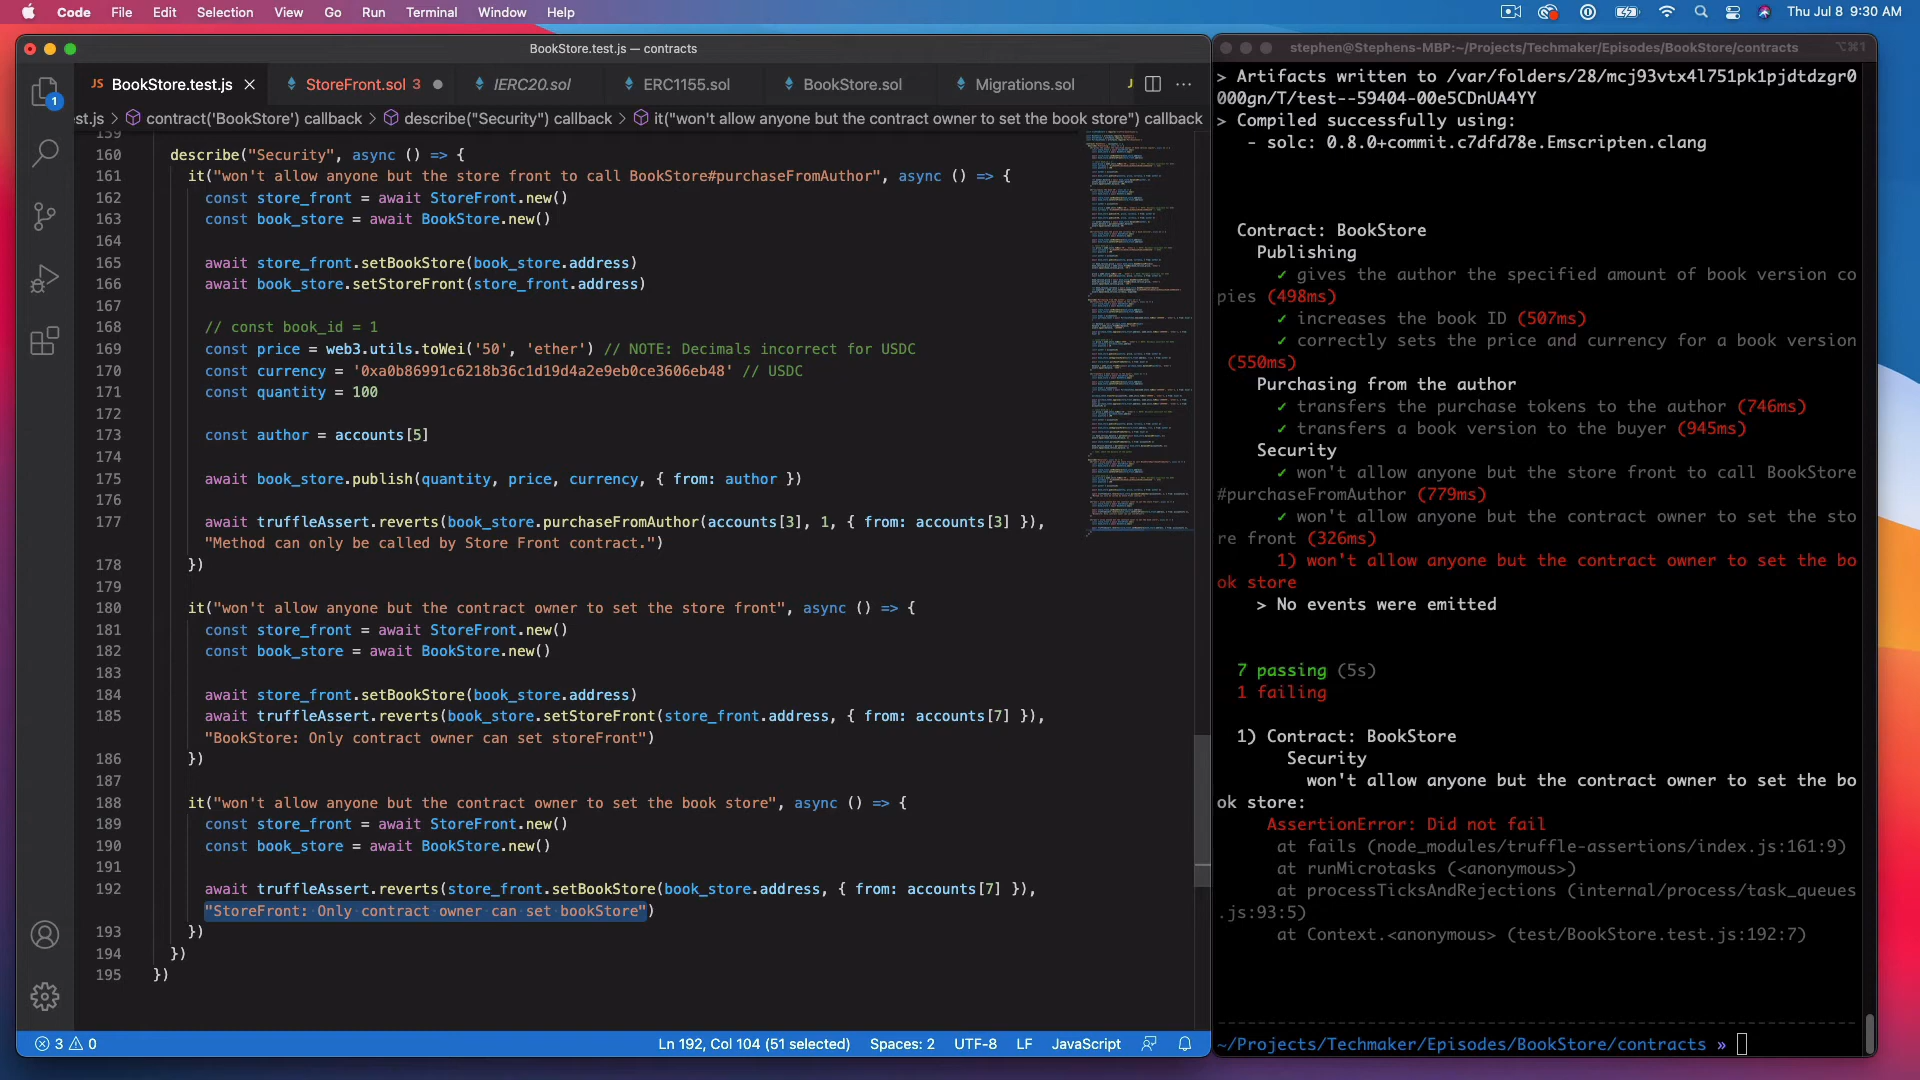 Code File Edit Selection View Go Run Terminal Window Help
Thu Jul 8 9:30 AM
BookStore.test.js — contracts
JS BookStore.test.js
StoreFront.sol 3
IERC20.sol
ERC1155.sol
BookStore.sol
Migrations.sol
J
est.js > contract('BookStore') callback > describe("Security") callback > it("won't allow anyone but the contract owner to set the book store") callback
1
159
160 describe("Security", async () => {
161 it("won't allow anyone but the store front to call BookStore#purchaseFromAuthor", async () => {
162 const store_front = await StoreFront.new()
163 const book_store = await BookStore.new()
164
165 await store_front.setBookStore(book_store.address)
166 await book_store.setStoreFront(store_front.address)
167
168 // const book_id = 1
169 const price = web3.utils.toWei('50', 'ether') // NOTE: Decimals incorrect for USDC
170 const currency = '0xa0b86991c6218b36c1d19d4a2e9eb0ce3606eb48' // USDC
171 const quantity = 100
172
173 const author = accounts[5]
174
175 await book_store.publish(quantity, price, currency, { from: author })
176
177 await truffleAssert.reverts(book_store.purchaseFromAuthor(accounts[3], 1, { from: accounts[3] }),
"Method can only be called by Store Front contract.")
178 })
179
180 it("won't allow anyone but the contract owner to set the store front", async () => {
181 const store_front = await StoreFront.new()
182 const book_store = await BookStore.new()
183
184 await store_front.setBookStore(book_store.address)
185 await truffleAssert.reverts(book_store.setStoreFront(store_front.address, { from: accounts[7] }),
"BookStore: Only contract owner can set storeFront")
186 })
187
188 it("won't allow anyone but the contract owner to set the book store", async () => {
189 const store_front = await StoreFront.new()
190 const book_store = await BookStore.new()
191
192 await truffleAssert.reverts(store_front.setBookStore(book_store.address, { from: accounts[7] }),
"StoreFront: Only contract owner can set bookStore")
193 })
194 })
195 })
3 0
Ln 192, Col 104 (51 selected) Spaces: 2 UTF-8 LF JavaScript
stephen@Stephens-MBP:~/Projects/Techmaker/Episodes/BookStore/contracts
⌥⌘1
> Artifacts written to /var/folders/28/mcj93vtx4l751pk1pjdtdzgr0
000gn/T/test--59404-00e5CDnUA4YY
> Compiled successfully using:
- solc: 0.8.0+commit.c7dfd78e.Emscripten.clang
Contract: BookStore
Publishing
✓ gives the author the specified amount of book version co
pies (498ms)
✓ increases the book ID (507ms)
✓ correctly sets the price and currency for a book version
(550ms)
Purchasing from the author
✓ transfers the purchase tokens to the author (746ms)
✓ transfers a book version to the buyer (945ms)
Security
✓ won't allow anyone but the store front to call BookStore
#purchaseFromAuthor (779ms)
✓ won't allow anyone but the contract owner to set the sto
re front (326ms)
1) won't allow anyone but the contract owner to set the bo
ok store
> No events were emitted
7 passing (5s)
1 failing
1) Contract: BookStore
Security
won't allow anyone but the contract owner to set the bo
ok store:
AssertionError: Did not fail
at fails (node_modules/truffle-assertions/index.js:161:9)
at runMicrotasks (<anonymous>)
at processTicksAndRejections (internal/process/task_queues
.js:93:5)
at Context.<anonymous> (test/BookStore.test.js:192:7)
~/Projects/Techmaker/Episodes/BookStore/contracts »